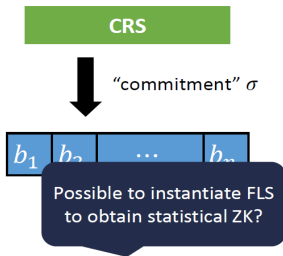 CRS
“commitment” σ
b₁ b₂ ⋯ bₙ
Possible to instantiate FLS
to obtain statistical ZK?